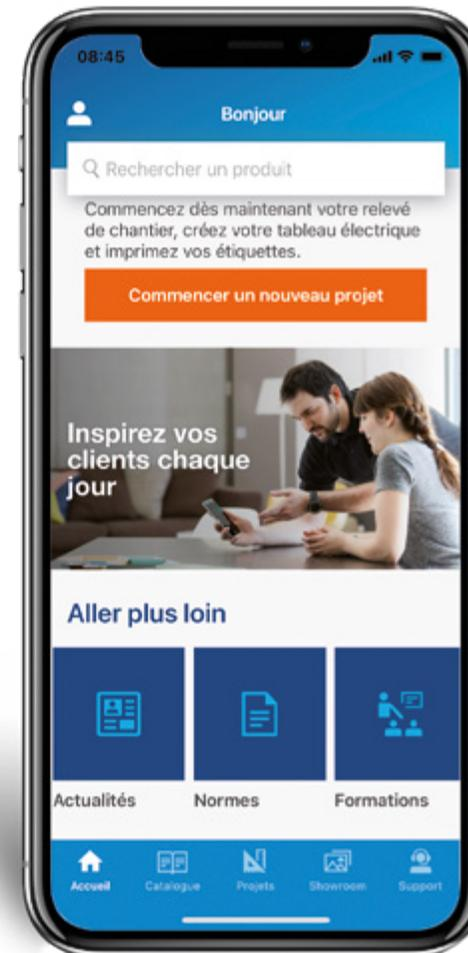 08:45
Bonjour
Rechercher un produit
Commencez dès maintenant votre relevé
de chantier, créez votre tableau électrique
et imprimez vos étiquettes.
Commencer un nouveau projet
Inspirez vos
clients chaque
jour
Aller plus loin
Actualités Normes Formations
Accueil Catalogue Projets Showroom Support